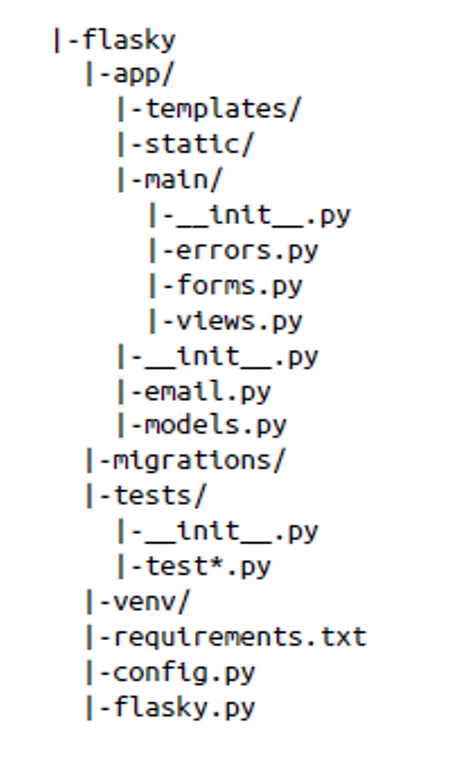 |-flasky
  |-app/
    |-templates/
    |-static/
    |-main/
      |-__init__.py
      |-errors.py
      |-forms.py
      |-views.py
    |-__init__.py
    |-email.py
    |-models.py
  |-migrations/
  |-tests/
    |-__init__.py
    |-test*.py
  |-venv/
  |-requirements.txt
  |-config.py
  |-flasky.py